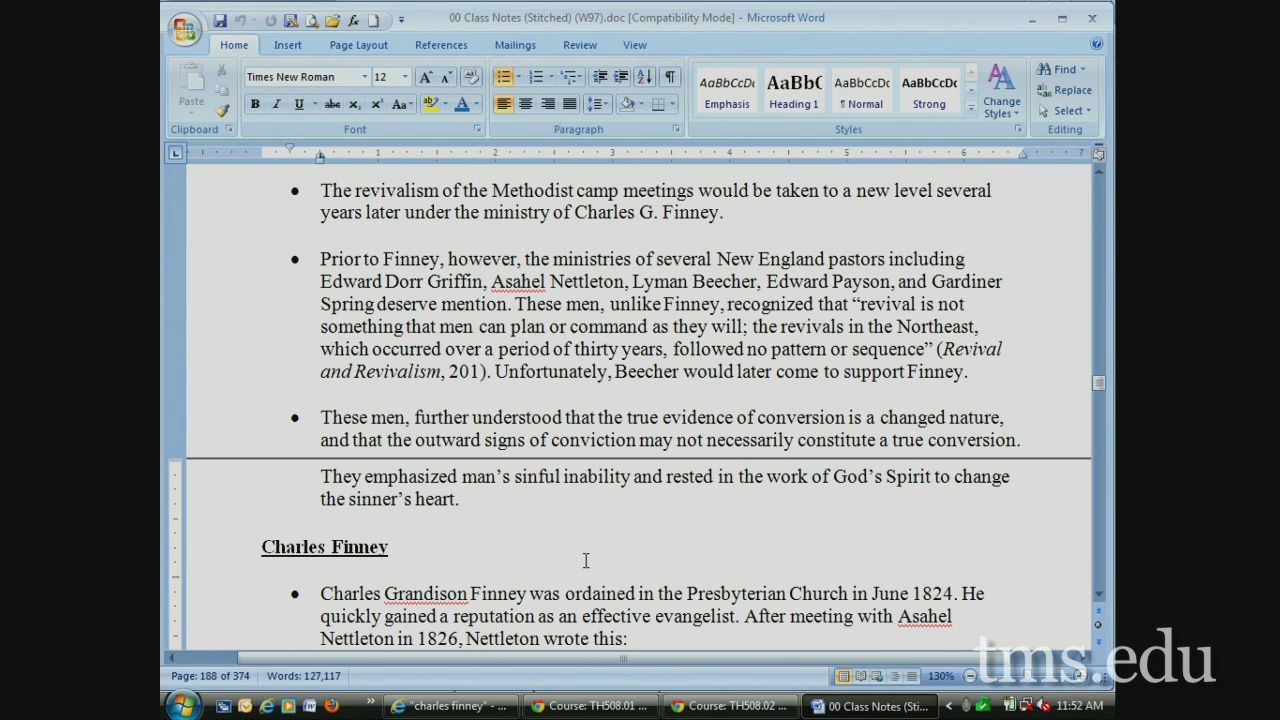 00 Class Notes (Stitched) (W97).doc [Compatibility Mode] - Microsoft Word
Home Insert Page Layout References Mailings Review View
Paste
Times New Roman 12
AaBbCcDc AaBb( AaBbCcDc AaBbCcDc
Emphasis Heading 1 ¶ Normal Strong
Change Styles
Find
Replace
Select
Clipboard Font Paragraph Styles Editing
1 2 3 4 5 6 7
• The revivalism of the Methodist camp meetings would be taken to a new level several
years later under the ministry of Charles G. Finney.
• Prior to Finney, however, the ministries of several New England pastors including
Edward Dorr Griffin, Asahel Nettleton, Lyman Beecher, Edward Payson, and Gardiner
Spring deserve mention. These men, unlike Finney, recognized that “revival is not
something that men can plan or command as they will; the revivals in the Northeast,
which occurred over a period of thirty years, followed no pattern or sequence” (Revival
and Revivalism, 201). Unfortunately, Beecher would later come to support Finney.
• These men, further understood that the true evidence of conversion is a changed nature,
and that the outward signs of conviction may not necessarily constitute a true conversion.
They emphasized man’s sinful inability and rested in the work of God’s Spirit to change
the sinner’s heart.
Charles Finney
• Charles Grandison Finney was ordained in the Presbyterian Church in June 1824. He
quickly gained a reputation as an effective evangelist. After meeting with Asahel
Nettleton in 1826, Nettleton wrote this:
Page: 188 of 374 Words: 127,117 130%
tms.edu
"charles finney" - ... Course: TH508.01 ... Course: TH508.02 ... 00 Class Notes (Sti... 11:52 AM